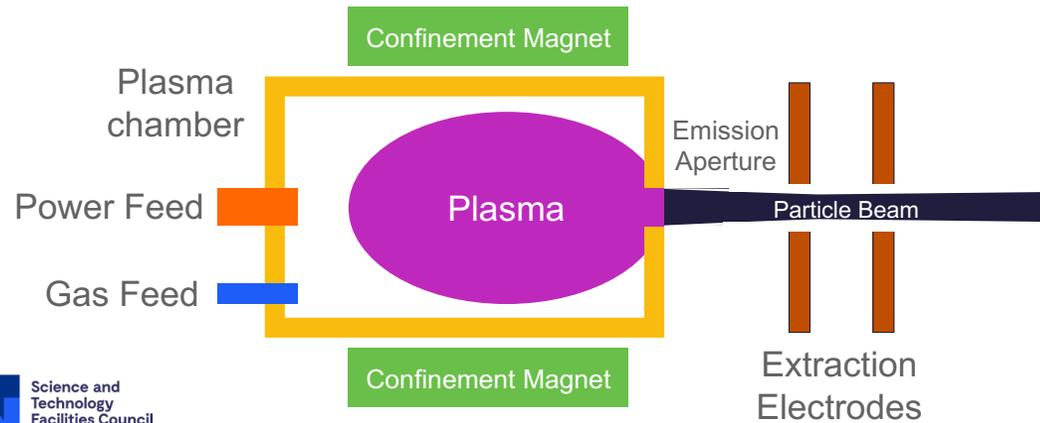 Confinement Magnet
Plasma
chamber
Emission
Aperture
Power Feed
Plasma
Particle Beam
Gas Feed
Confinement Magnet
Extraction
Electrodes
Science and
Technology
Facilities Council